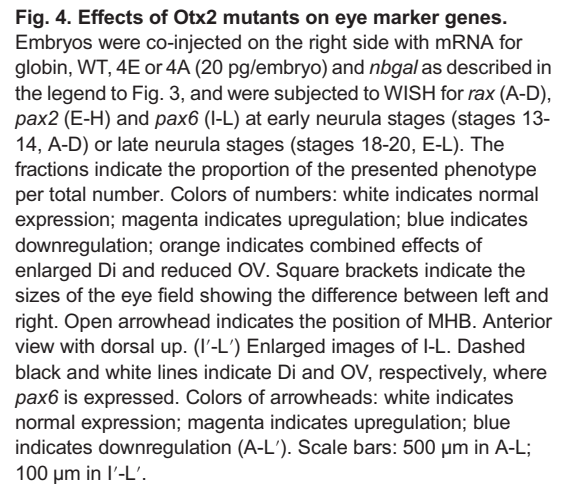 Fig. 4. Effects of Otx2 mutants on eye marker genes.
Embryos were co-injected on the right side with mRNA for
globin, WT, 4E or 4A (20 pg/embryo) and nbgal as described in
the legend to Fig. 3, and were subjected to WISH for rax (A-D),
pax2 (E-H) and pax6 (I-L) at early neurula stages (stages 13-
14, A-D) or late neurula stages (stages 18-20, E-L). The
fractions indicate the proportion of the presented phenotype
per total number. Colors of numbers: white indicates normal
expression; magenta indicates upregulation; blue indicates
downregulation; orange indicates combined effects of
enlarged Di and reduced OV. Square brackets indicate the
sizes of the eye field showing the difference between left and
right. Open arrowhead indicates the position of MHB. Anterior
view with dorsal up. (I′-L′) Enlarged images of I-L. Dashed
black and white lines indicate Di and OV, respectively, where
pax6 is expressed. Colors of arrowheads: white indicates
normal expression; magenta indicates upregulation; blue
indicates downregulation (A-L′). Scale bars: 500 µm in A-L;
100 µm in I′-L′.